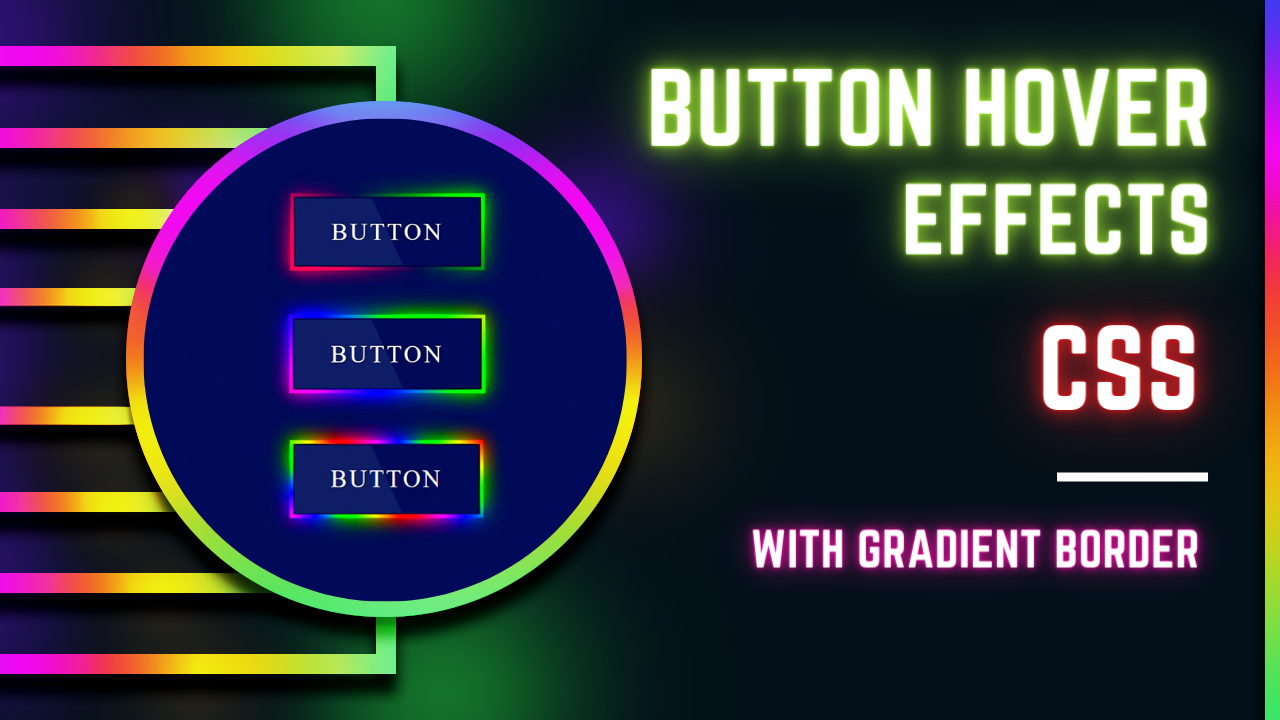 BUTTON HOVER
EFFECTS
CSS
WITH GRADIENT BORDER
BUTTON
BUTTON
BUTTON